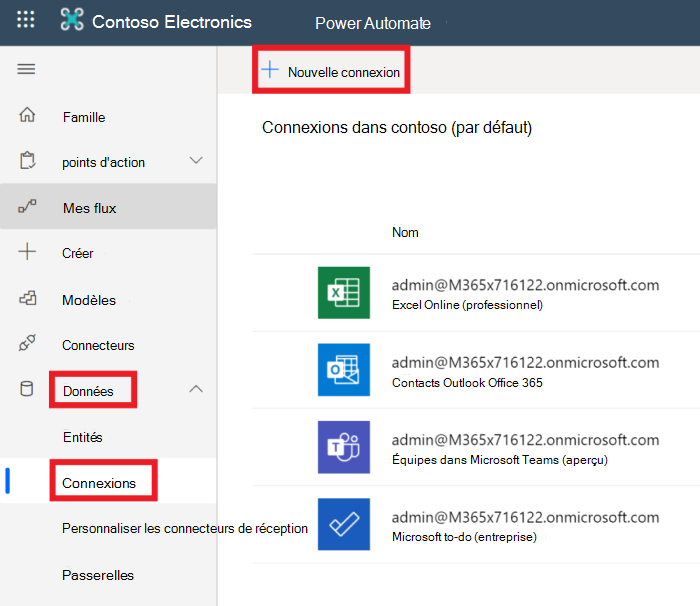 Contoso Electronics
Power Automate
Nouvelle connexion
Connexions dans contoso (par défaut)
Famille
points d'action
Mes flux
Créer
Modèles
Connecteurs
Données
Entités
Connexions
Personnaliser les connecteurs de réception
Passerelles
Nom
admin@M365x716122.onmicrosoft.com
Excel Online (professionnel)
admin@M365x716122.onmicrosoft.com
Contacts Outlook Office 365
admin@M365x716122.onmicrosoft.com
Équipes dans Microsoft Teams (aperçu)
admin@M365x716122.onmicrosoft.com
Microsoft to-do (entreprise)